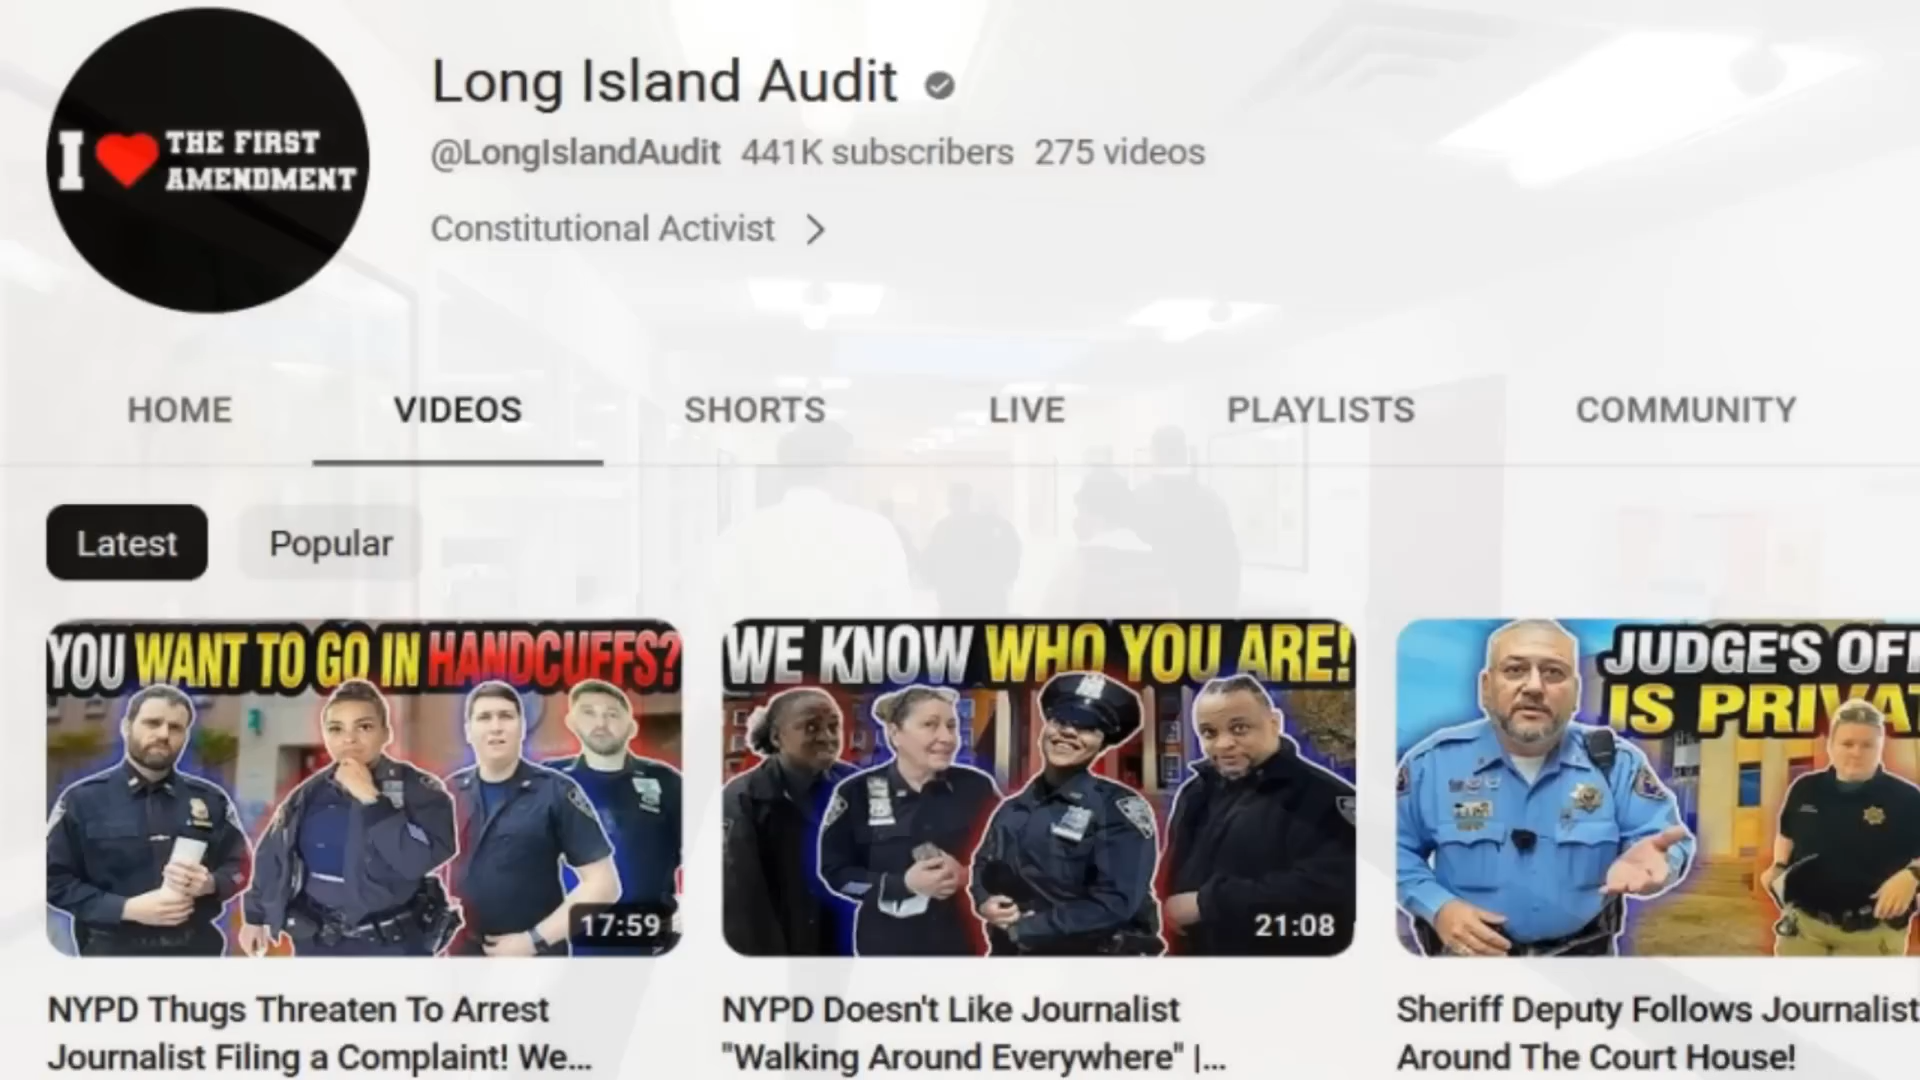 Long Island Audit
I
THE FIRST
AMENDMENT
@LongIslandAudit 441K subscribers 275 videos
Constitutional Activist
HOME VIDEOS SHORTS LIVE PLAYLISTS COMMUNITY
Latest Popular
YOU WANT TO GO IN HANDCUFFS?
17:59
WE KNOW WHO YOU ARE!
21:08
JUDGE'S OF
IS PRIVAT
NYPD Thugs Threaten To Arrest
Journalist Filing a Complaint! We...
NYPD Doesn't Like Journalist
"Walking Around Everywhere" |...
Sheriff Deputy Follows Journalist
Around The Court House!